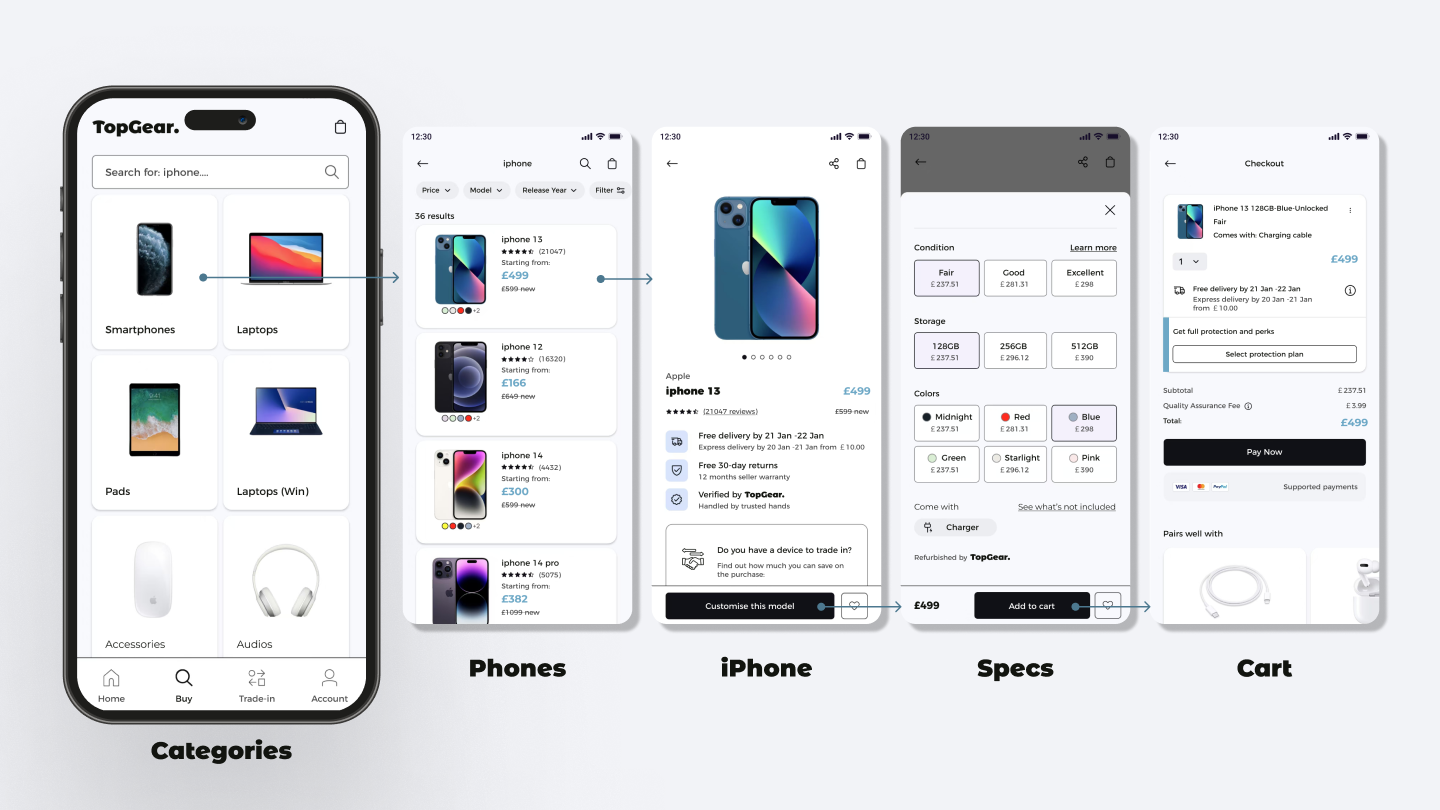 TopGear.
Search for: iphone....
Smartphones
Laptops
Pads
Laptops (Win)
Accessories
Audios
Home
Buy
Trade-in
Account
Categories
12:30
iphone
Price
Model
Release Year
Filter
36 results
iphone 13
(21047)
Starting from:
£499
£599 new
+2
iphone 12
(16320)
Starting from:
£166
£649 new
+2
iphone 14
(4432)
Starting from:
£300
£599 new
+2
iphone 14 pro
(5075)
Starting from:
£382
£1099 new
Phones
12:30
Apple
iphone 13
£499
(21047 reviews)
£599 new
Free delivery by 21 Jan -22 Jan
Express delivery by 20 Jan -21 Jan from £ 10.00
Free 30-day returns
12 months seller warranty
Verified by TopGear.
Handled by trusted hands
Do you have a device to trade in?
Find out how much you can save on
the purchase:
Customise this model
iPhone
12:30
Condition
Learn more
Fair
£ 237.51
Good
£ 281.31
Excellent
£ 298
Storage
128GB
£ 237.51
256GB
£ 296.12
512GB
£ 390
Colors
Midnight
£ 237.51
Red
£ 281.31
Blue
£ 298
Green
£ 237.51
Starlight
£ 296.12
Pink
£ 390
Come with
See what's not included
Charger
Refurbished by TopGear.
£499
Add to cart
Specs
12:30
Checkout
iPhone 13 128GB-Blue-Unlocked
Fair
Comes with: Charging cable
1
£499
Free delivery by 21 Jan -22 Jan
Express delivery by 20 Jan -21 Jan
from £ 10.00
Get full protection and perks
Select protection plan
Subtotal
£ 237.51
Quality Assurance Fee
£ 3.99
Total:
£499
Pay Now
VISA
PayPal
Supported payments
Pairs well with
Cart